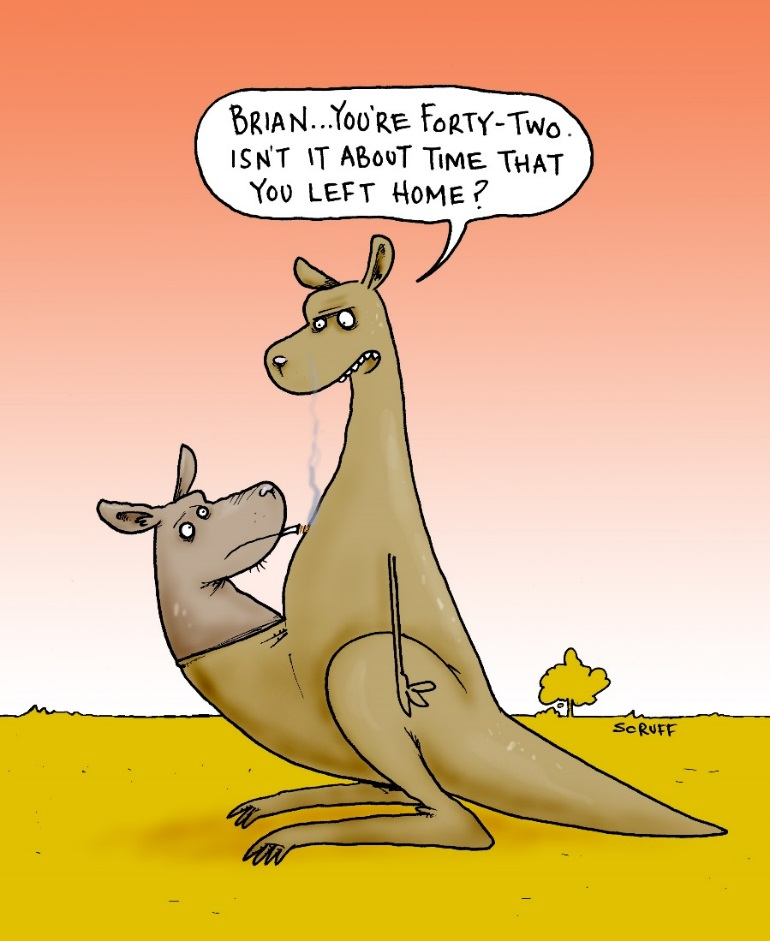 BRIAN...YOU'RE FORTY-TWO.
ISN'T IT ABOUT TIME THAT
YOU LEFT HOME?
SCRUFF